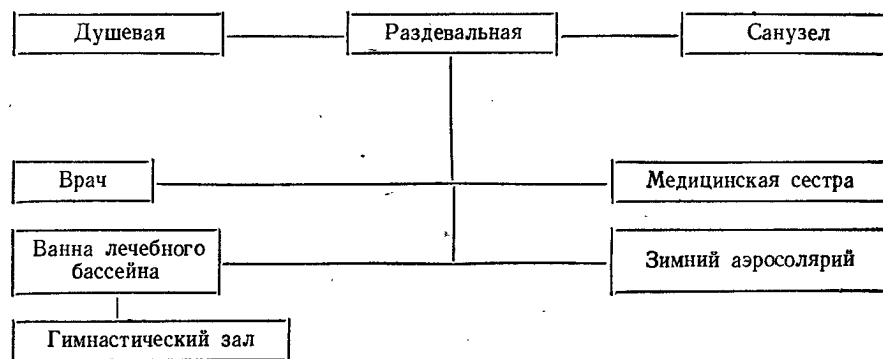 Душевая
Раздевальная
Санузел
Врач
Медицинская сестра
Ванна лечебного
бассейна
Зимний аэросолярий
Гимнастический зал